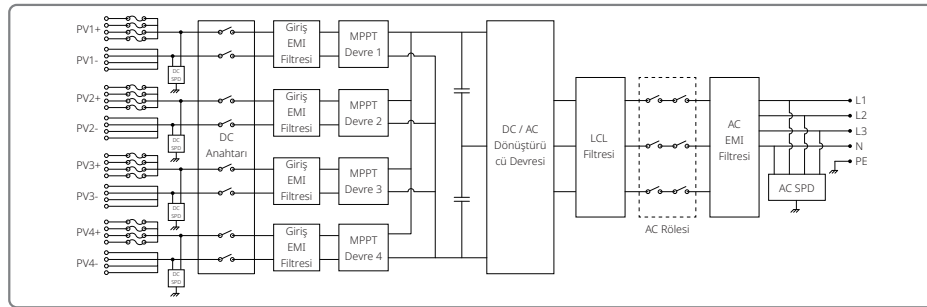 PV1+
PV1-
DC
SPD
PV2+
PV2-
DC
SPD
PV3+
PV3-
DC
SPD
PV4+
PV4-
DC
SPD
DC
Anahtarı
Giriş
EMI
Filtresi
MPPT
Devre 1
Giriş
EMI
Filtresi
MPPT
Devre 2
Giriş
EMI
Filtresi
MPPT
Devre 3
Giriş
EMI
Filtresi
MPPT
Devre 4
DC / AC
Dönüştürü
cü Devresi
LCL
Filtresi
AC Rölesi
AC
EMI
Filtresi
L1
L2
L3
N
PE
AC SPD